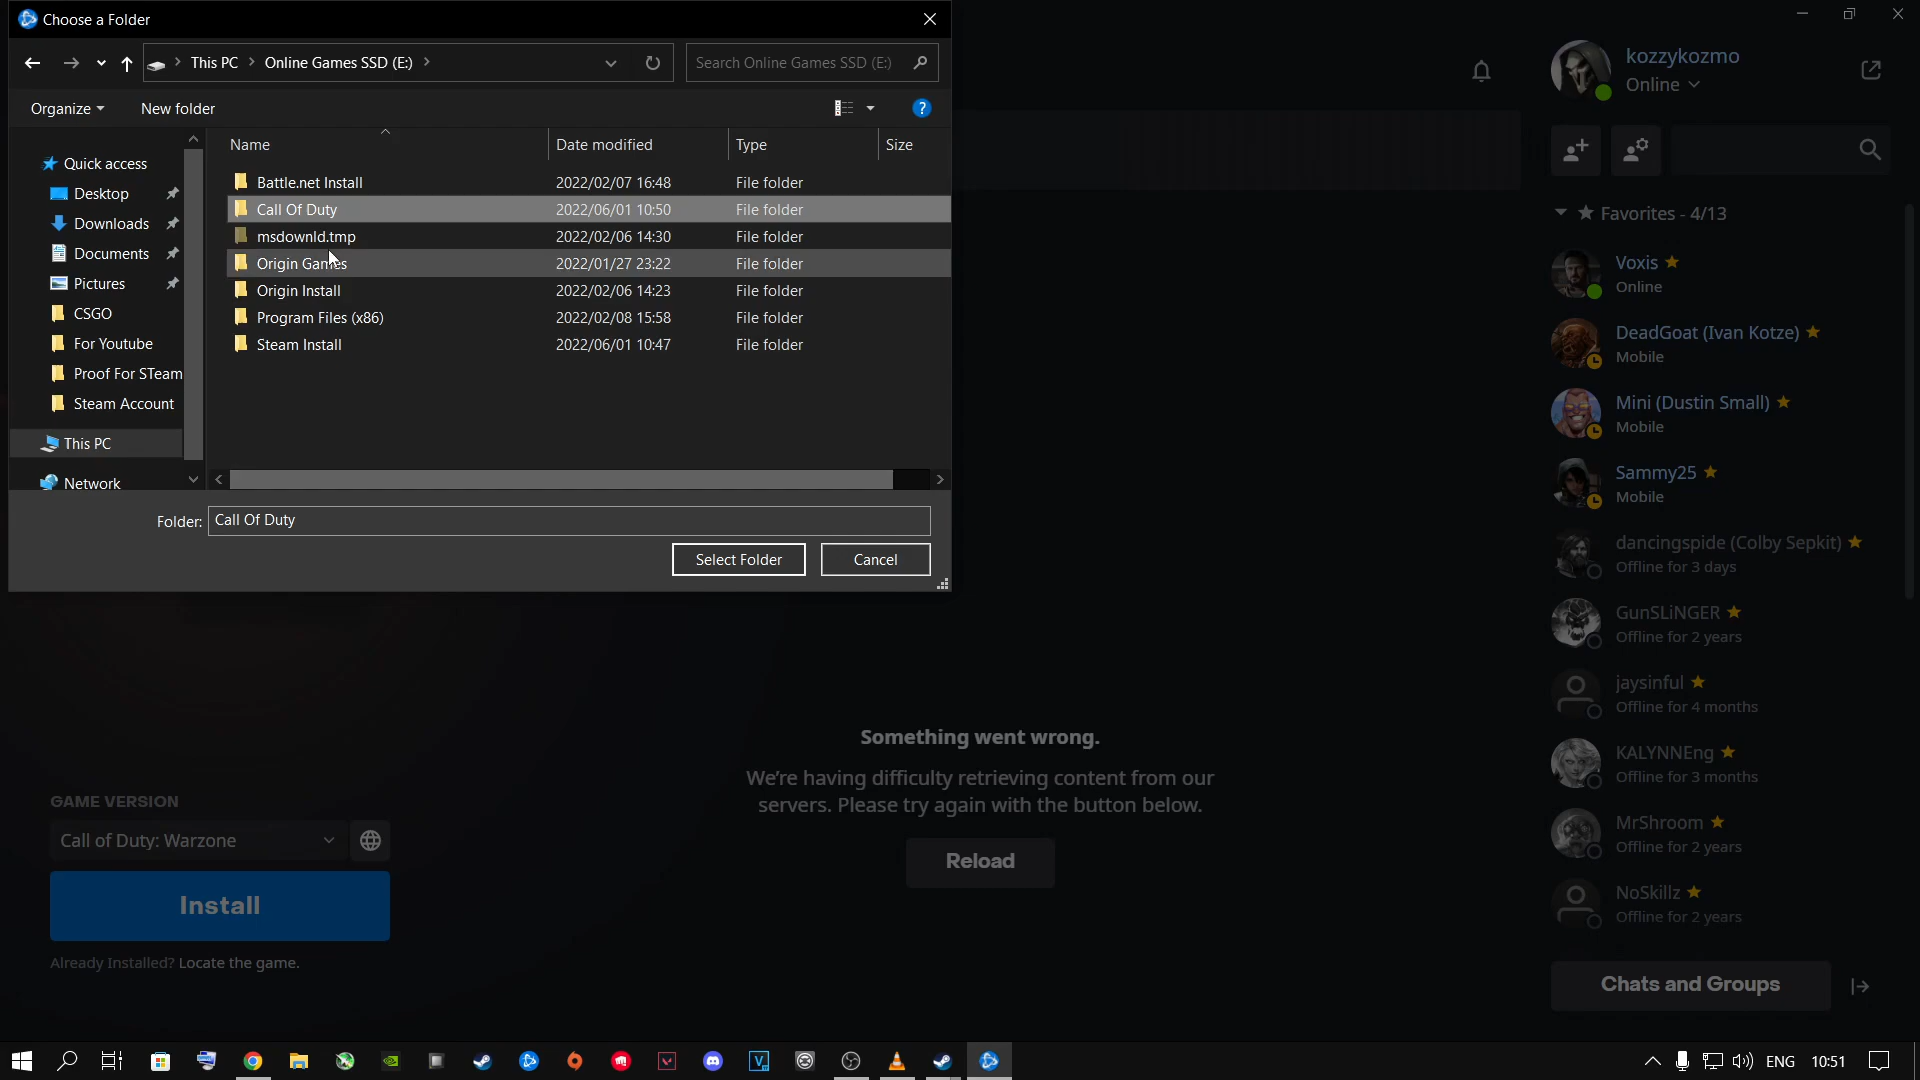 Choose a Folder
This PC
Online Games SSD (E:)
Search Online Games SSD (E:)
Organize
New folder
Name
Date modified
Type
Size
Quick access
Desktop
Downloads
Documents
Pictures
CSGO
For Youtube
Proof For STeam
Steam Account
This PC
Network
Battle.net Install 2022/02/07 16:48 File folder
Call Of Duty 2022/06/01 10:50 File folder
msdownld.tmp 2022/02/06 14:30 File folder
Origin Games 2022/01/27 23:22 File folder
Origin Install 2022/02/06 14:23 File folder
Program Files (x86) 2022/02/08 15:58 File folder
Steam Install 2022/06/01 10:47 File folder
Folder: Call Of Duty
Select Folder
Cancel
GAME VERSION
Call of Duty: Warzone
Install
Already Installed? Locate the game.
Something went wrong.
We're having difficulty retrieving content from our
servers. Please try again with the button below.
Reload
kozzykozmo
Online
Favorites - 4/13
Voxis
Online
DeadGoat (Ivan Kotze)
Mobile
Mini (Dustin Small)
Mobile
Sammy25
Mobile
dancingspide (Colby Sepkit)
Offline for 3 days
GunSLiNGER
Offline for 2 years
jaysinful
Offline for 4 months
KALYNNEng
Offline for 3 months
MrShroom
Offline for 2 years
NoSkillz
Offline for 2 years
Chats and Groups
ENG
10:51